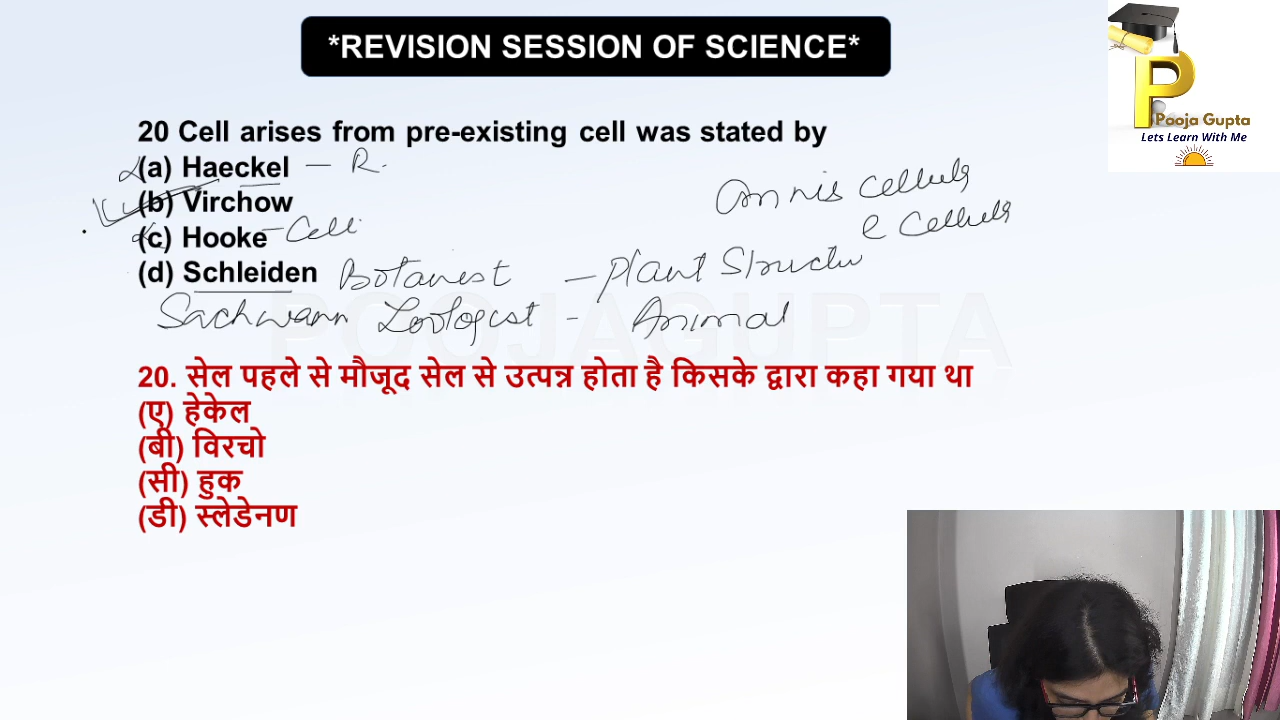 *REVISION SESSION OF SCIENCE*
P
Pooja Gupta
Lets Learn With Me
20 Cell arises from pre-existing cell was stated by
(a) Haeckel — R.
(b) Virchow
(c) Hooke - Cell
(d) Schleiden Botanist — Plant Structu
Omnis Cellula
e Cellula
Sachwann Zoologist - Animal
POOJAGUPTA
20. सेल पहले से मौजूद सेल से उत्पन्न होता है किसके द्वारा कहा गया था
(ए) हेकेल
(बी) विरचो
(सी) हुक
(डी) स्लेडेनण